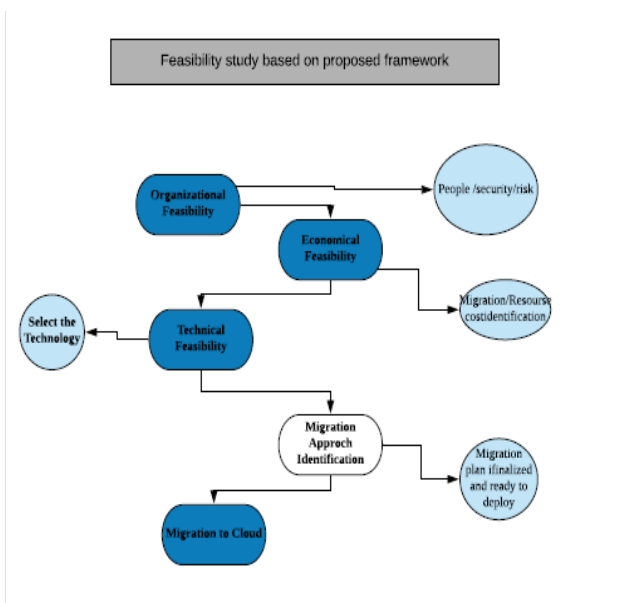 Feasibility study based on proposed framework
Organizational
Feasibility
People /security/risk
Economical
Feasibility
Migration/Resourse
costidentification
Select the
Technology
Technical
Feasibility
Migration
Approch
Identification
Migration
plan ifinalized
and ready to
deploy
Migration to Cloud